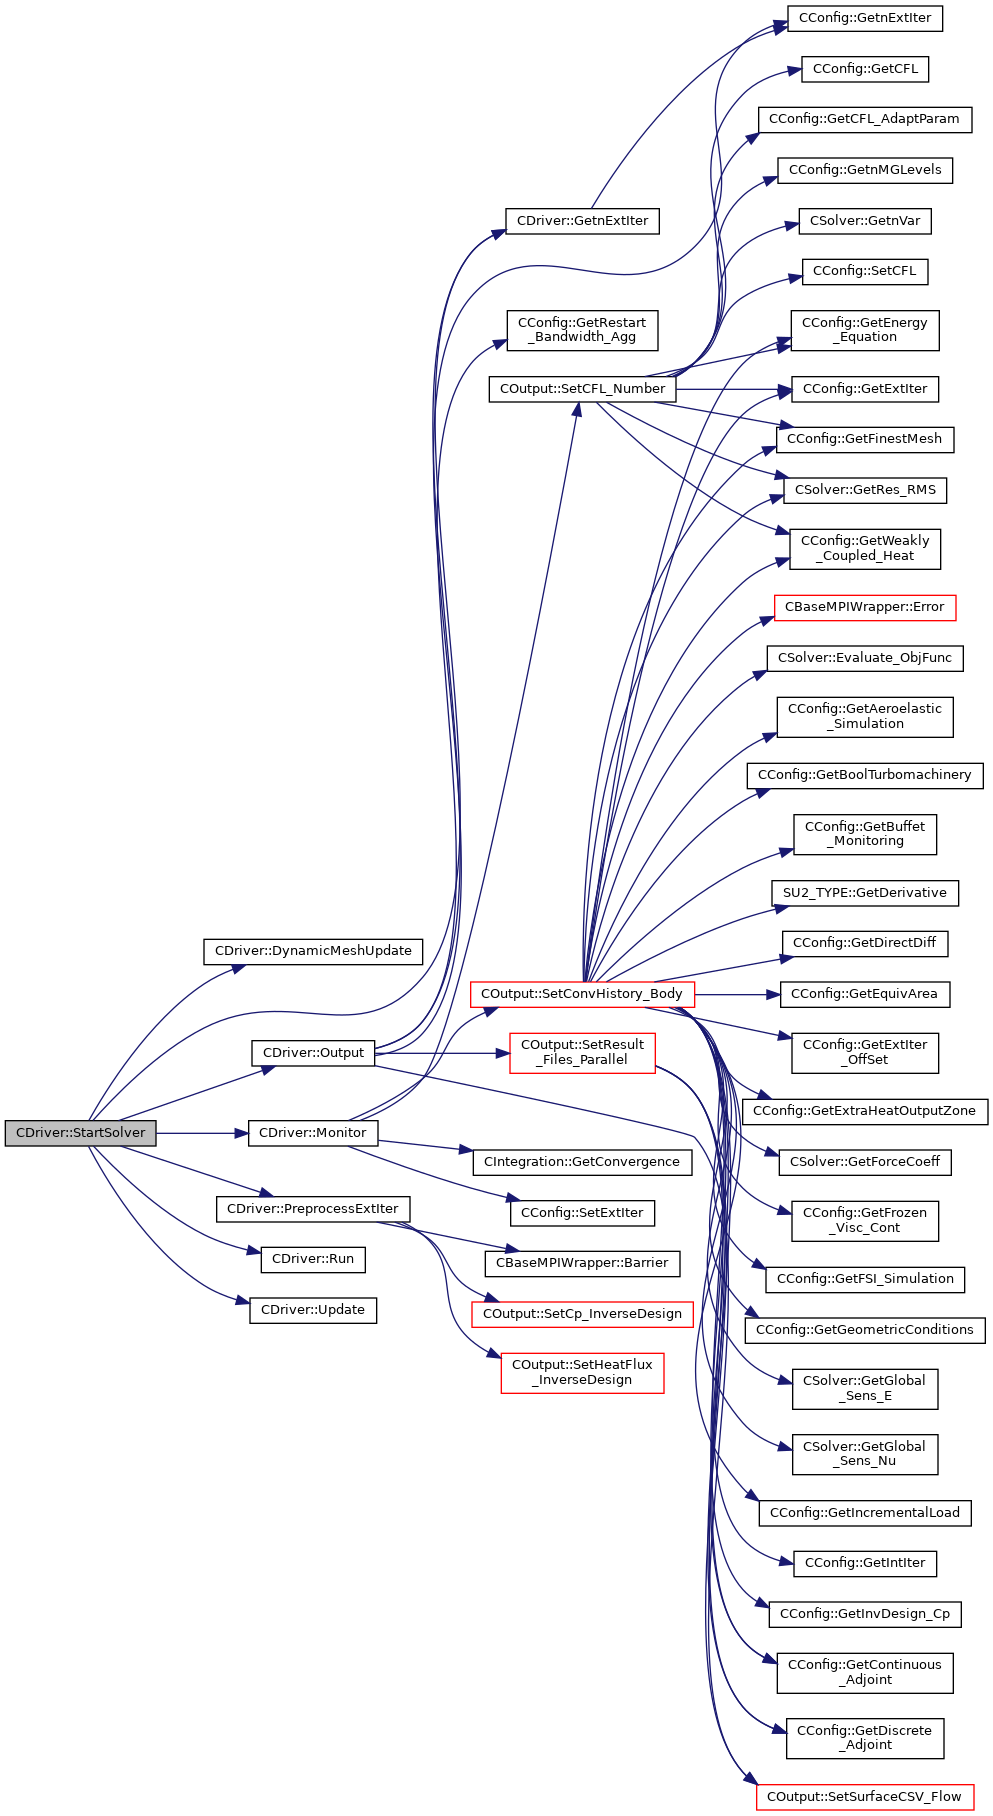 CConfig::GetnExtIter
CConfig::GetCFL
CConfig::GetCFL_AdaptParam
CConfig::GetnMGLevels
CSolver::GetnVar
CDriver::GetnExtIter
CConfig::SetCFL
CConfig::GetRestart
_Bandwidth_Agg
CConfig::GetEnergy
_Equation
COutput::SetCFL_Number
CConfig::GetExtIter
CConfig::GetFinestMesh
CSolver::GetRes_RMS
CConfig::GetWeakly
_Coupled_Heat
CBaseMPIWrapper::Error
CSolver::Evaluate_ObjFunc
CConfig::GetAeroelastic
_Simulation
CConfig::GetBoolTurbomachinery
CConfig::GetBuffet
_Monitoring
SU2_TYPE::GetDerivative
CConfig::GetDirectDiff
CDriver::DynamicMeshUpdate
COutput::SetConvHistory_Body
CConfig::GetEquivArea
CDriver::Output
COutput::SetResult
_Files_Parallel
CConfig::GetExtIter
_OffSet
CConfig::GetExtraHeatOutputZone
CDriver::StartSolver
CDriver::Monitor
CIntegration::GetConvergence
CSolver::GetForceCoeff
CDriver::PreprocessExtIter
CConfig::SetExtIter
CConfig::GetFrozen
_Visc_Cont
CDriver::Run
CBaseMPIWrapper::Barrier
CConfig::GetFSI_Simulation
CDriver::Update
COutput::SetCp_InverseDesign
CConfig::GetGeometricConditions
COutput::SetHeatFlux
_InverseDesign
CSolver::GetGlobal
_Sens_E
CSolver::GetGlobal
_Sens_Nu
CConfig::GetIncrementalLoad
CConfig::GetIntIter
CConfig::GetInvDesign_Cp
CConfig::GetContinuous
_Adjoint
CConfig::GetDiscrete
_Adjoint
COutput::SetSurfaceCSV_Flow